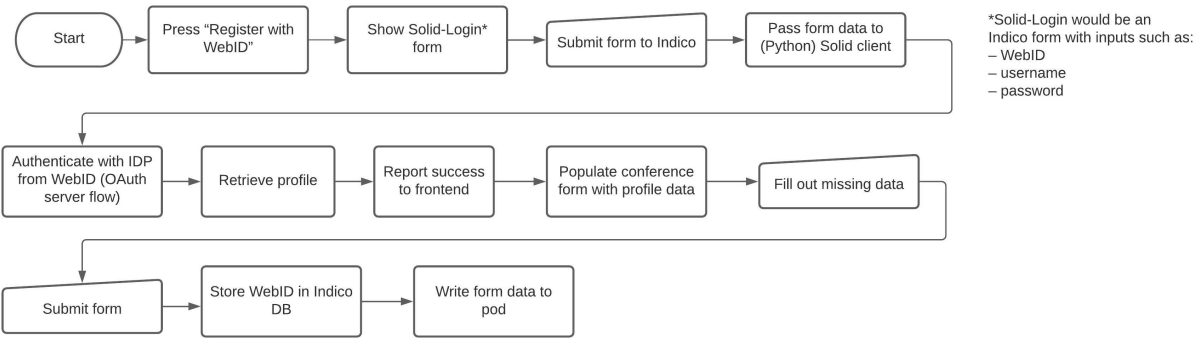 Start
Press “Register with
WebID”
Show Solid-Login*
form
Submit form to Indico
Pass form data to
(Python) Solid client
*Solid-Login would be an
Indico form with inputs such as:
– WebID
– username
– password
Authenticate with IDP
from WebID (OAuth
server flow)
Retrieve profile
Report success
to frontend
Populate conference
form with profile data
Fill out missing data
Submit form
Store WebID in Indico
DB
Write form data to
pod